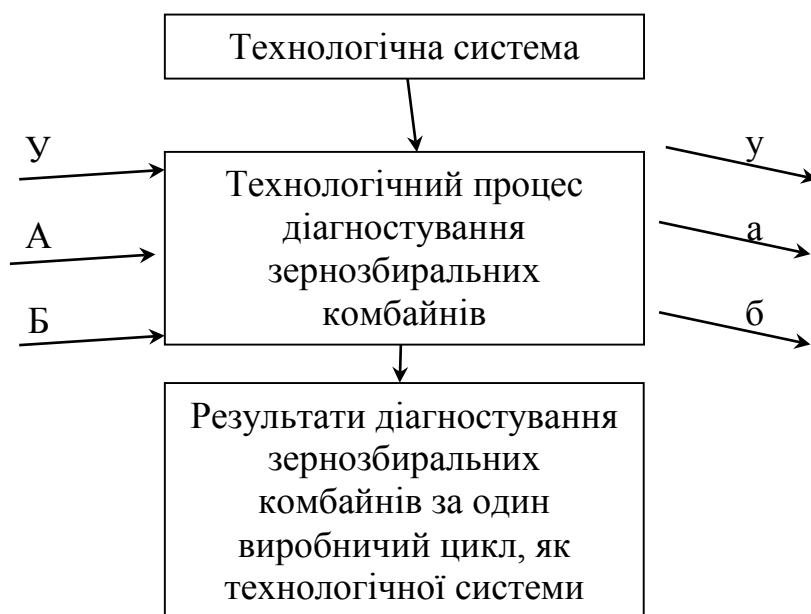 Технологічна система
У
у
Технологічний процес
діагностування
зернозбиральних
комбайнів
А
а
Б
б
Результати діагностування
зернозбиральних
комбайнів за один
виробничий цикл, як
технологічної системи